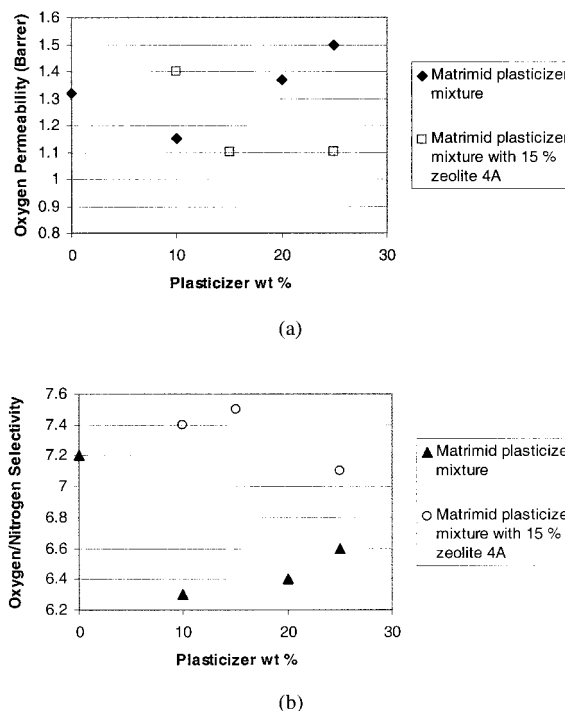 (a)
Oxygen Permeability (Barrer)
1.6
1.5
1.4
1.3
1.2
1.1
1
0.9
0.8
0
10
20
30
Plasticizer wt %
Matrimid plasticizer
mixture
Matrimid plasticizer
mixture with 15 %
zeolite 4A
(a)
Oxygen/Nitrogen Selectivity
7.6
7.4
7.2
7
6.8
6.6
6.4
6.2
0
10
20
30
Plasticizer wt %
Matrimid plasticize
mixture
Matrimid plasticize
mixture with 15 %
zeolite 4A
(b)